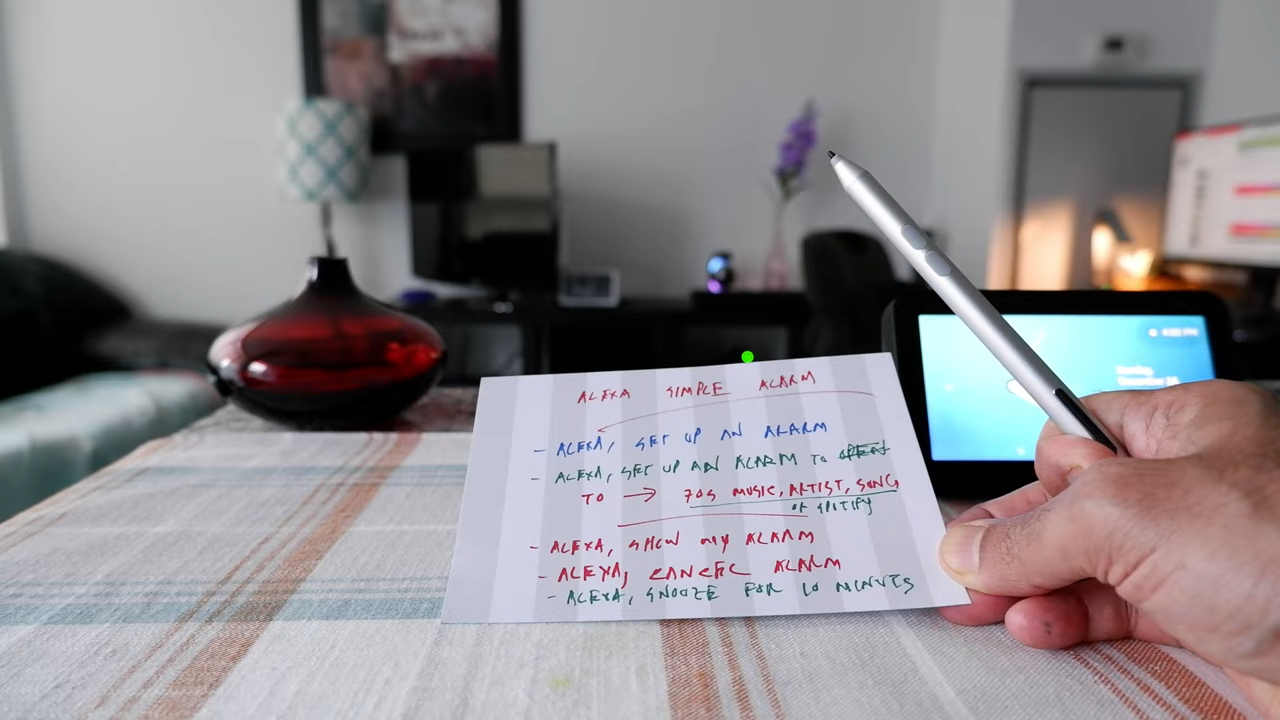 ALEXA SIMPLE ALARM
- ALEXA, SET UP AN ALARM
- ALEXA, SET UP AN ALARM TO
TO → 70s MUSIC, ARTIST, SONG
SPOTIFY
- ALEXA, SHOW MY ALARM
- ALEXA, CANCEL ALARM
- ALEXA, SNOOZE FOR 10 MINUTES
Sunday